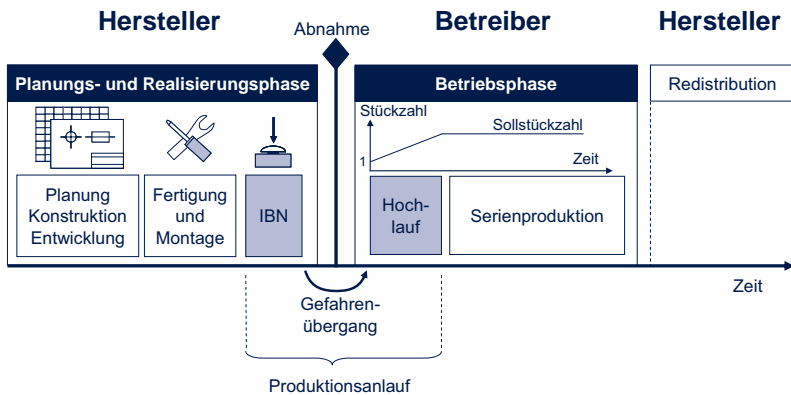 Hersteller
Abnahme
Betreiber
Hersteller
Planungs- und Realisierungsphase
Betriebsphase
Redistribution
Stückzahl
Sollstückzahl
Zeit
1
Planung
Konstruktion
Entwicklung
Fertigung
und
Montage
IBN
Hoch-
lauf
Serienproduktion
Zeit
Gefahren-
übergang
Produktionsanlauf